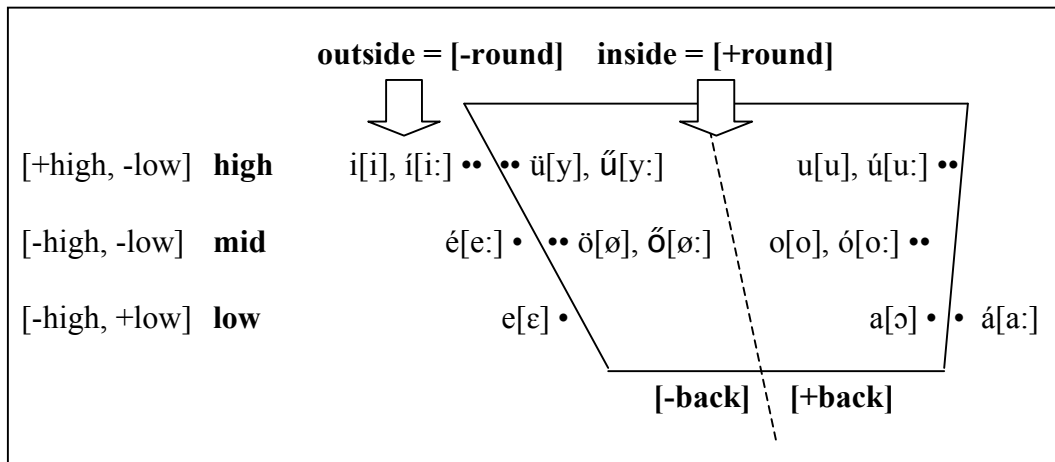 outside = [-round] inside = [+round]
[+high, -low] high i[i], í[i:] •• •• ü[y], ű[y:] u[u], ú[u:] ••
[-high, -low] mid é[e:] • •• ö[ø], ő[ø:] o[o], ó[o:] ••
[-high, +low] low e[ɛ] • a[ɔ] • • á[a:]
[-back] [+back]